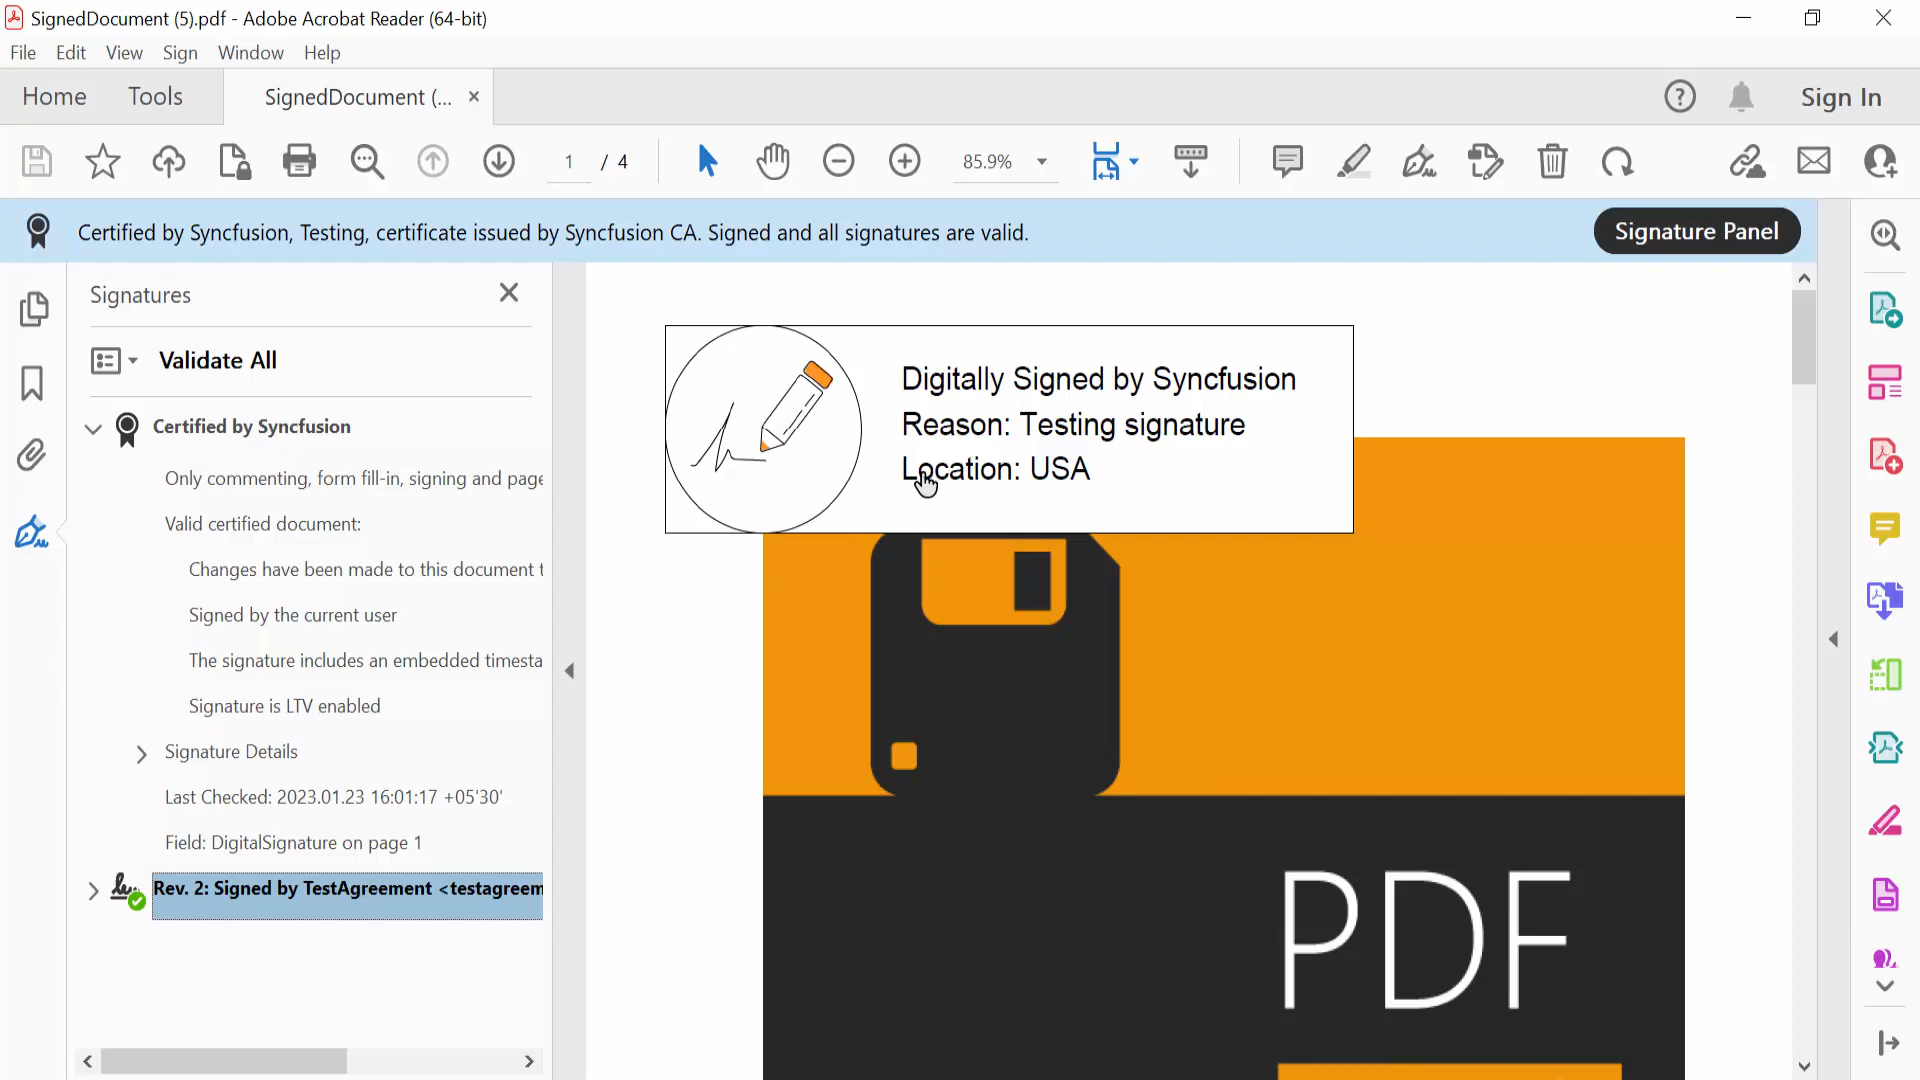 SignedDocument (5).pdf - Adobe Acrobat Reader (64-bit)
File Edit View Sign Window Help
Home Tools SignedDocument (... × Sign In
1 / 4 85.9%
Certified by Syncfusion, Testing, certificate issued by Syncfusion CA. Signed and all signatures are valid. Signature Panel
Signatures
Validate All
Certified by Syncfusion
Only commenting, form fill-in, signing and page
Valid certified document:
Changes have been made to this document t
Signed by the current user
The signature includes an embedded timesta
Signature is LTV enabled
Signature Details
Last Checked: 2023.01.23 16:01:17 +05'30'
Field: DigitalSignature on page 1
Rev. 2: Signed by TestAgreement <testagreem
Digitally Signed by Syncfusion
Reason: Testing signature
Location: USA
PDF